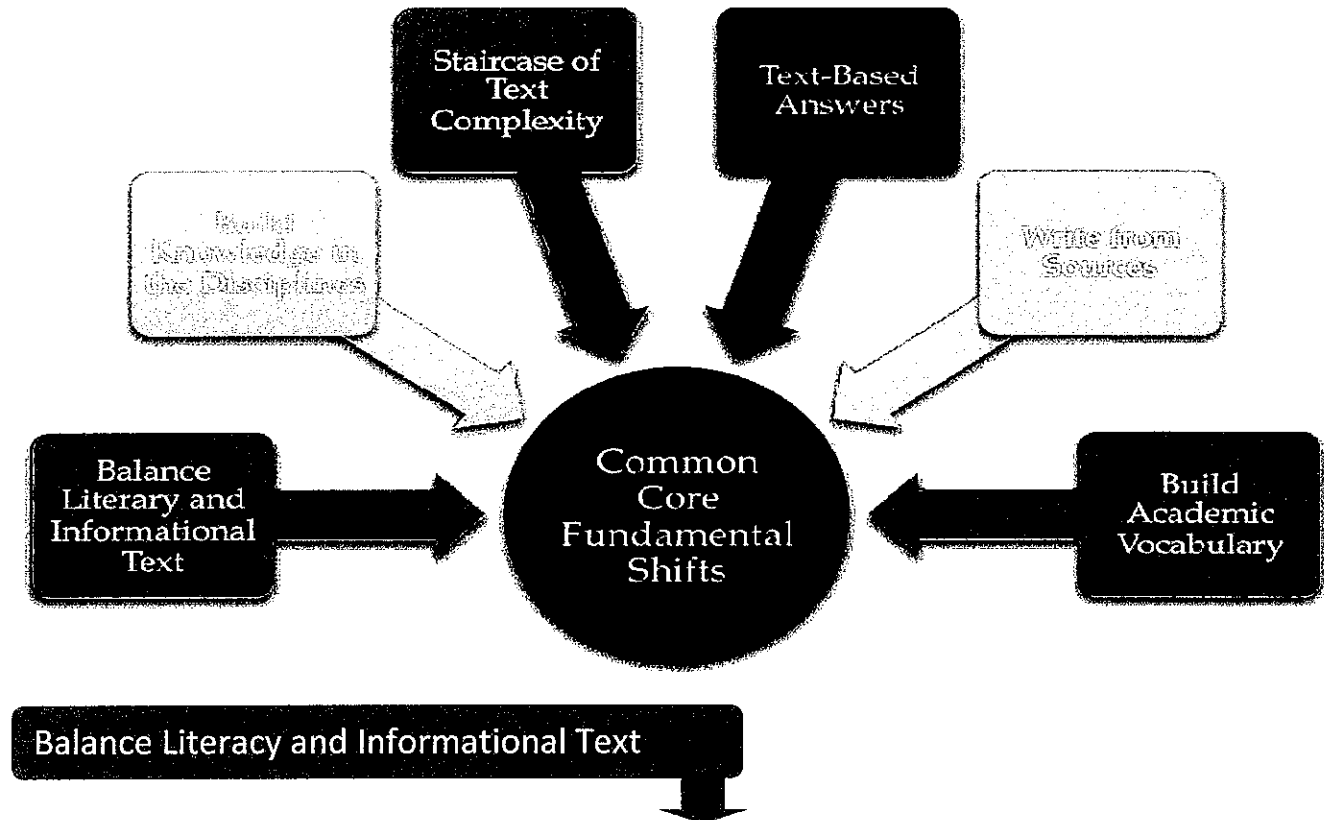 Staircase of
Text
Complexity
Text-Based
Answers
Build
Knowledge in
the Disciplines
Write from
Sources
Balance
Literary and
Informational
Text
Common
Core
Fundamental
Shifts
Build
Academic
Vocabulary
Balance Literacy and Informational Text